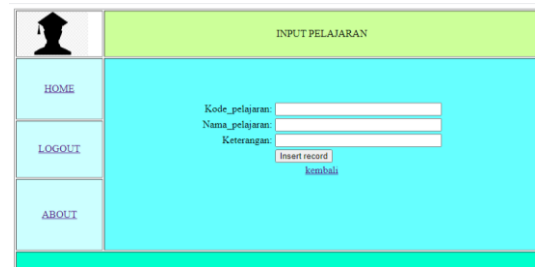 INPUT PELAJARAN
HOME
LOGOUT
ABOUT
Kode_pelajaran:
Nama_pelajaran:
Keterangan:
Insert record
kembali